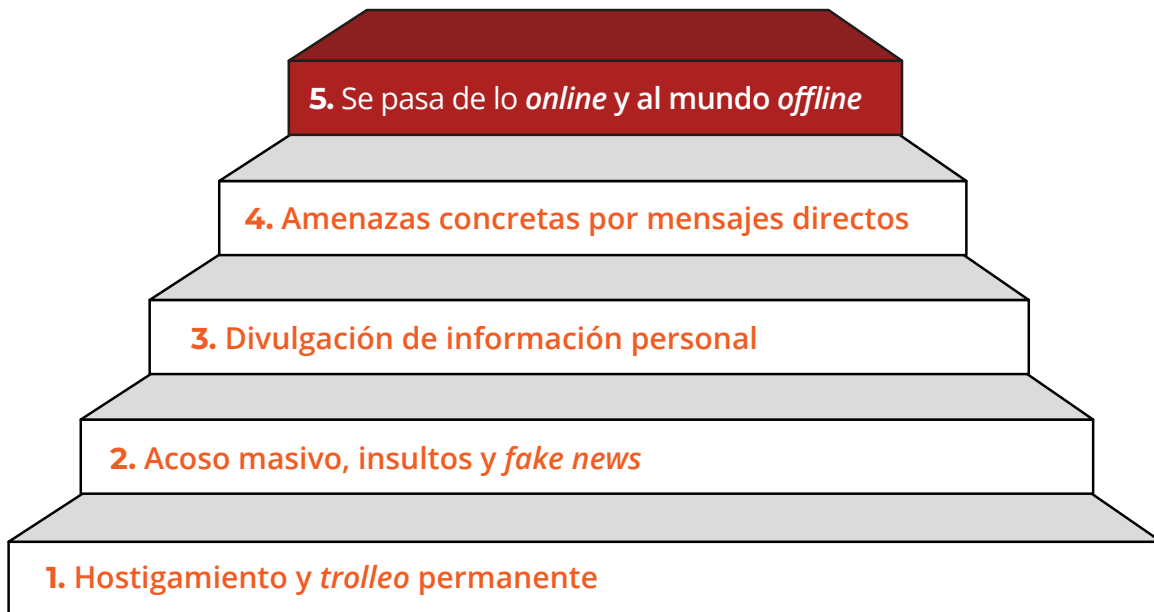 5. Se pasa de lo online y al mundo offline
4. Amenazas concretas por mensajes directos
3. Divulgación de información personal
2. Acoso masivo, insultos y fake news
1. Hostigamiento y trolleo permanente